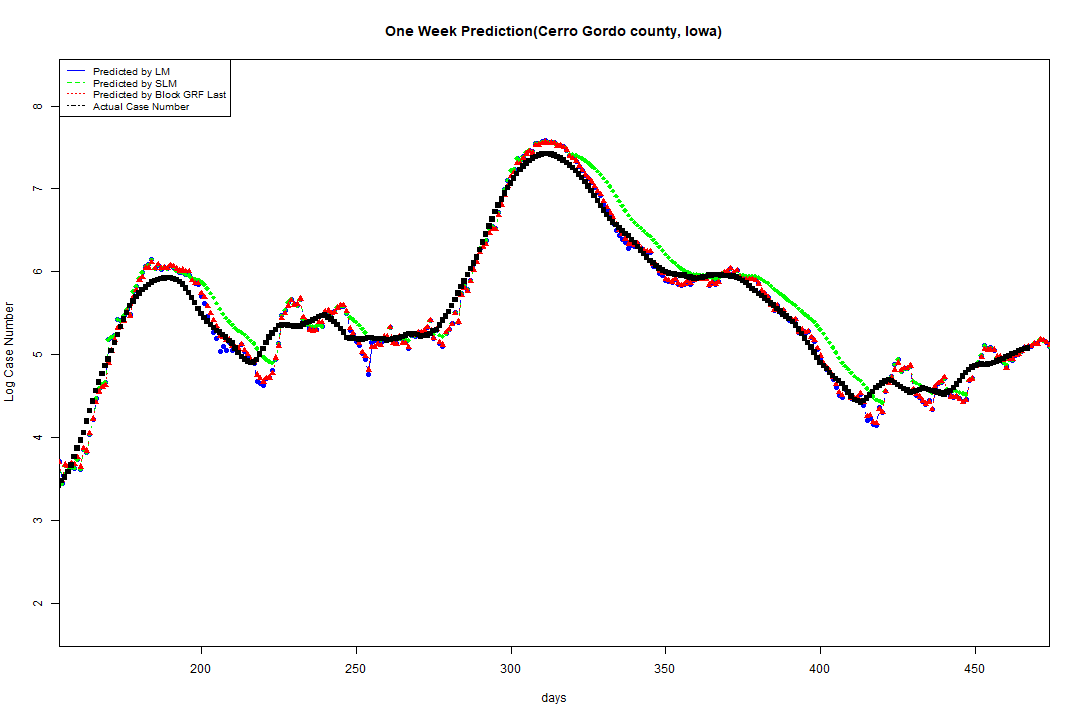 One Week Prediction(Cerro Gordo county, Iowa)
Predicted by LM
Predicted by SLM
Predicted by Block GRF Last
Actual Case Number
8
7
6
5
4
3
2
Log Case Number
200 250 300 350 400 450
days